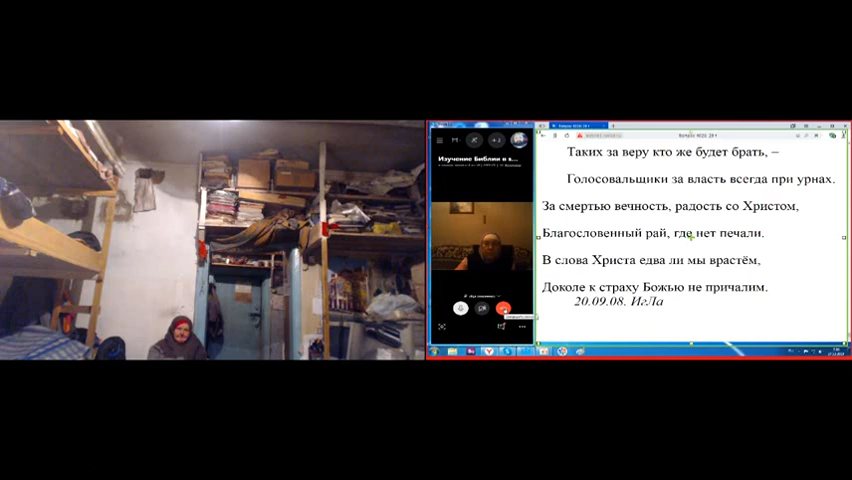 Изучение Библии в s...
Таких за веру кто же будет брать, –
Голосовальщики за власть всегда при урнах.
За смертью вечность, радость со Христом,
Благословенный рай, где нет печали.
В слова Христа едва ли мы врастём,
Доколе к страху Божью не причалим.
20.09.08. ИгЛа